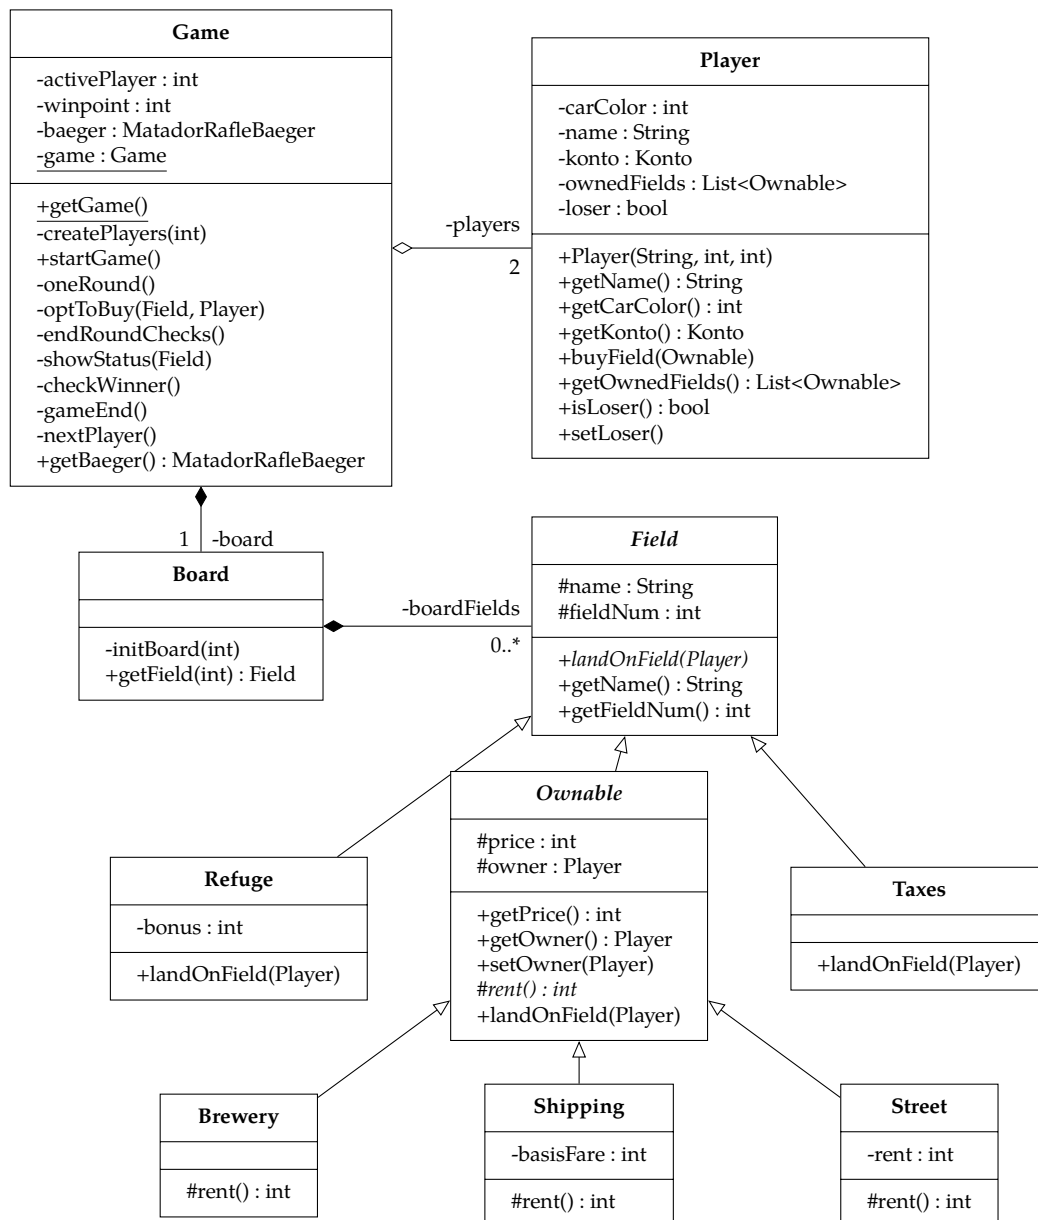 Game
-activePlayer : int
-winpoint : int
-baeger : MatadorRafleBaeger
-game : Game
+getGame()
-createPlayers(int)
+startGame()
-oneRound()
-optToBuy(Field, Player)
-endRoundChecks()
-showStatus(Field)
-checkWinner()
-gameEnd()
-nextPlayer()
+getBaeger() : MatadorRafleBaeger
-players
2
Player
-carColor : int
-name : String
-konto : Konto
-ownedFields : List<Ownable>
-loser : bool
+Player(String, int, int)
+getName() : String
+getCarColor() : int
+getKonto() : Konto
+buyField(Ownable)
+getOwnedFields() : List<Ownable>
+isLoser() : bool
+setLoser()
1 -board
Board
-initBoard(int)
+getField(int) : Field
-boardFields
0..*
Field
#name : String
#fieldNum : int
+landOnField(Player)
+getName() : String
+getFieldNum() : int
Refuge
-bonus : int
+landOnField(Player)
Ownable
#price : int
#owner : Player
+getPrice() : int
+getOwner() : Player
+setOwner(Player)
#rent() : int
+landOnField(Player)
Taxes
+landOnField(Player)
Brewery
#rent() : int
Shipping
-basisFare : int
#rent() : int
Street
-rent : int
#rent() : int